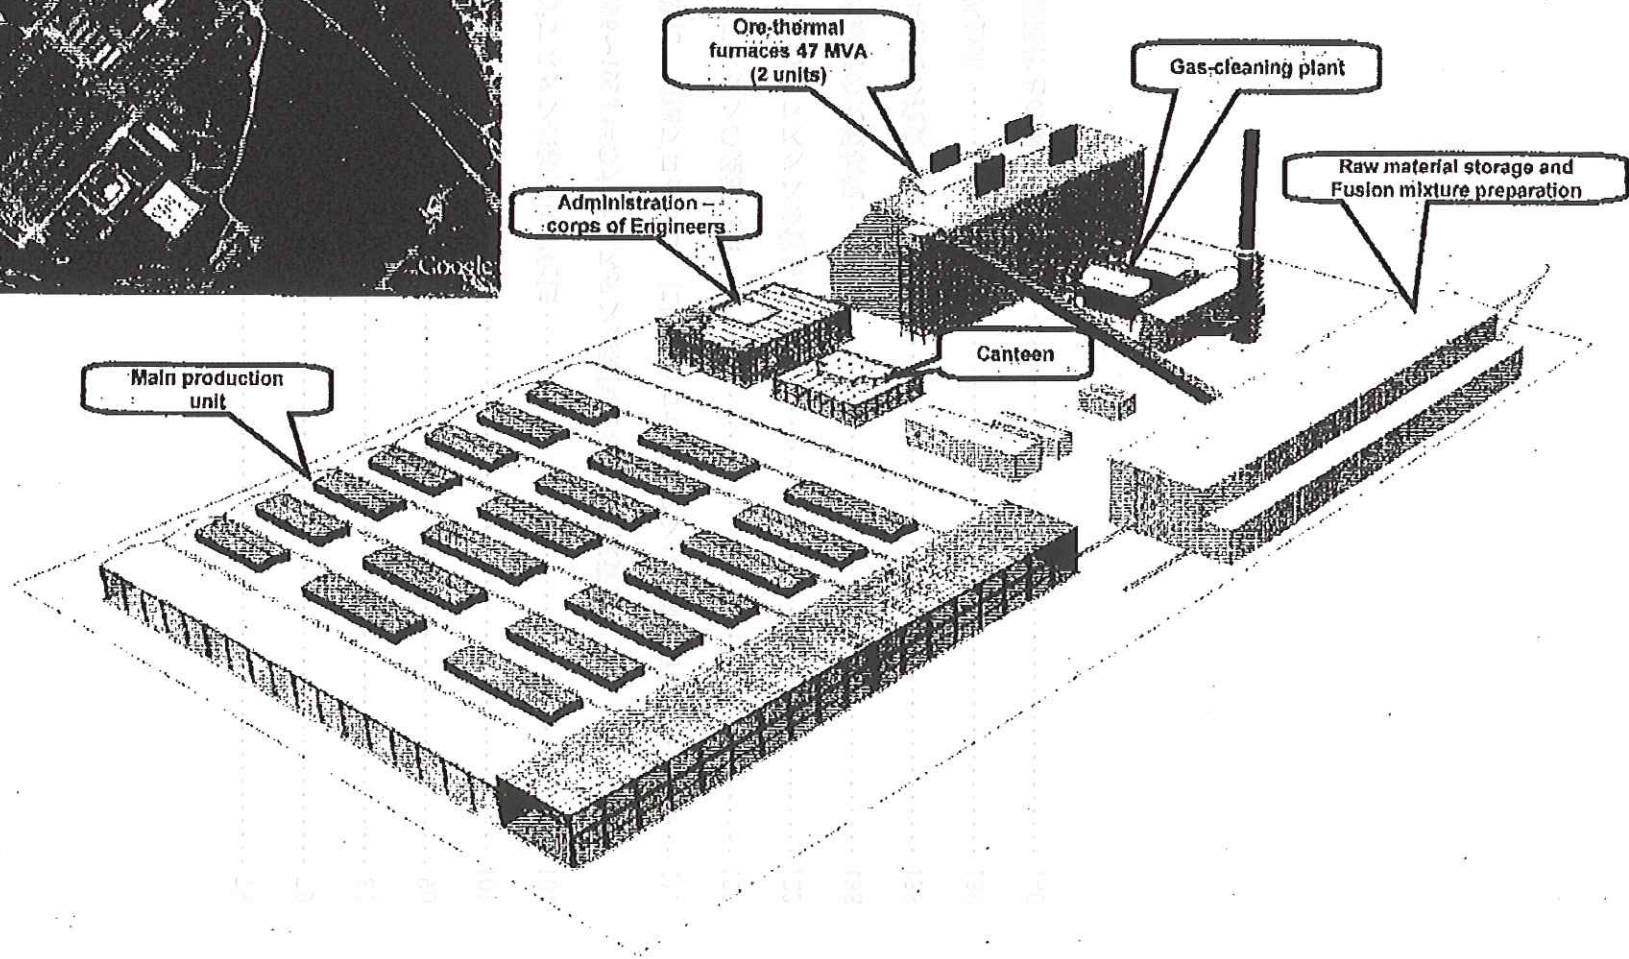 Ore-thermal
furnaces 47 MVA
(2 units)
Gas-cleaning plant
Raw material storage and
Fusion mixture preparation
Administration –
corps of Engineers
Google
Canteen
Main production
unit